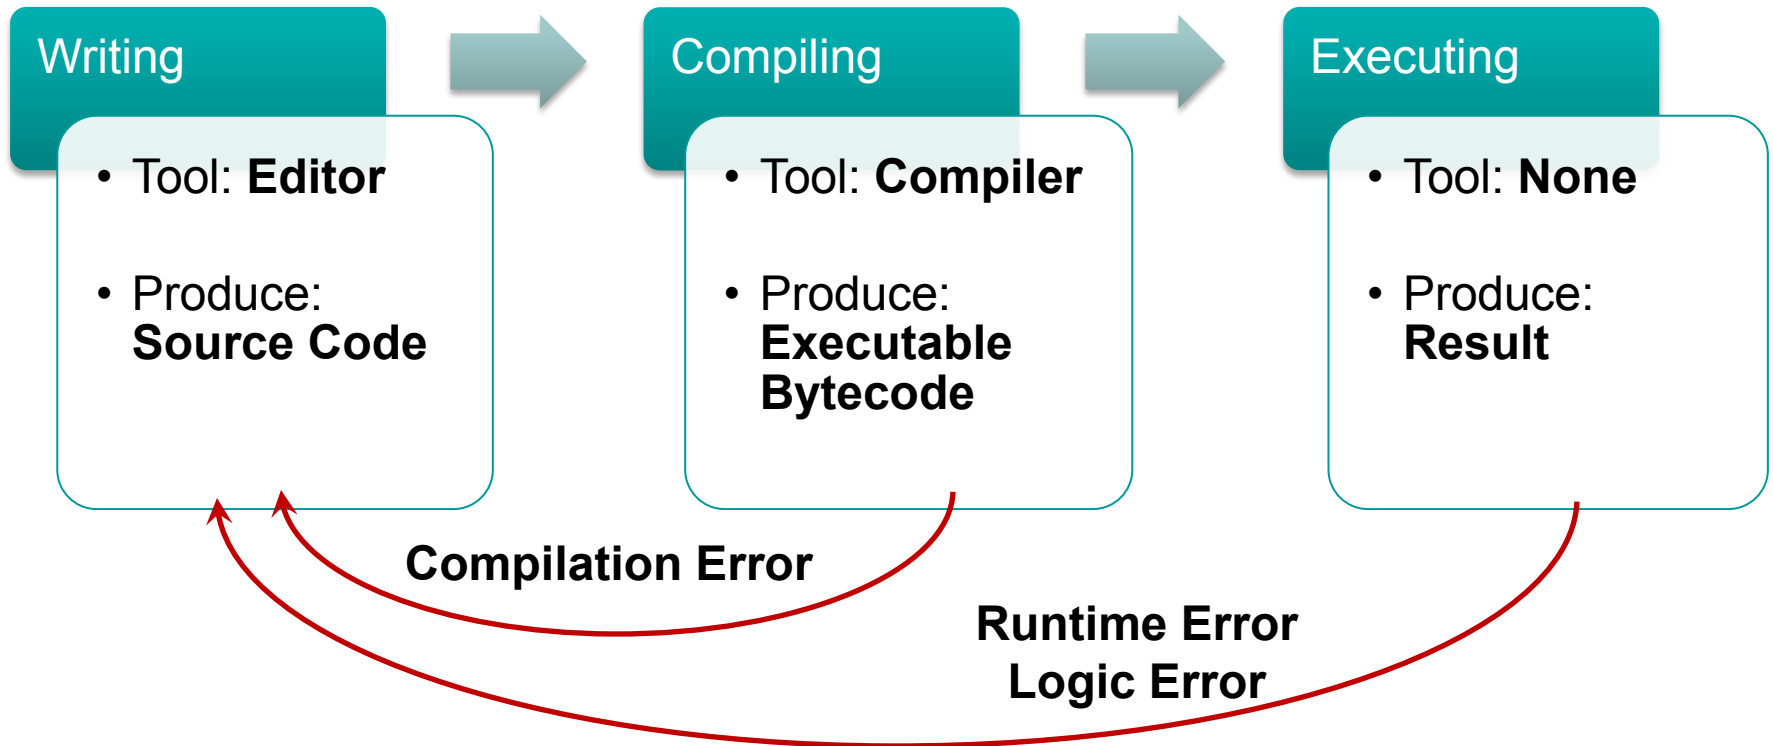 Writing
• Tool: Editor
• Produce:
Source Code
Compiling
• Tool: Compiler
• Produce:
Executable
Bytecode
Executing
• Tool: None
• Produce:
Result
Compilation Error
Runtime Error
Logic Error